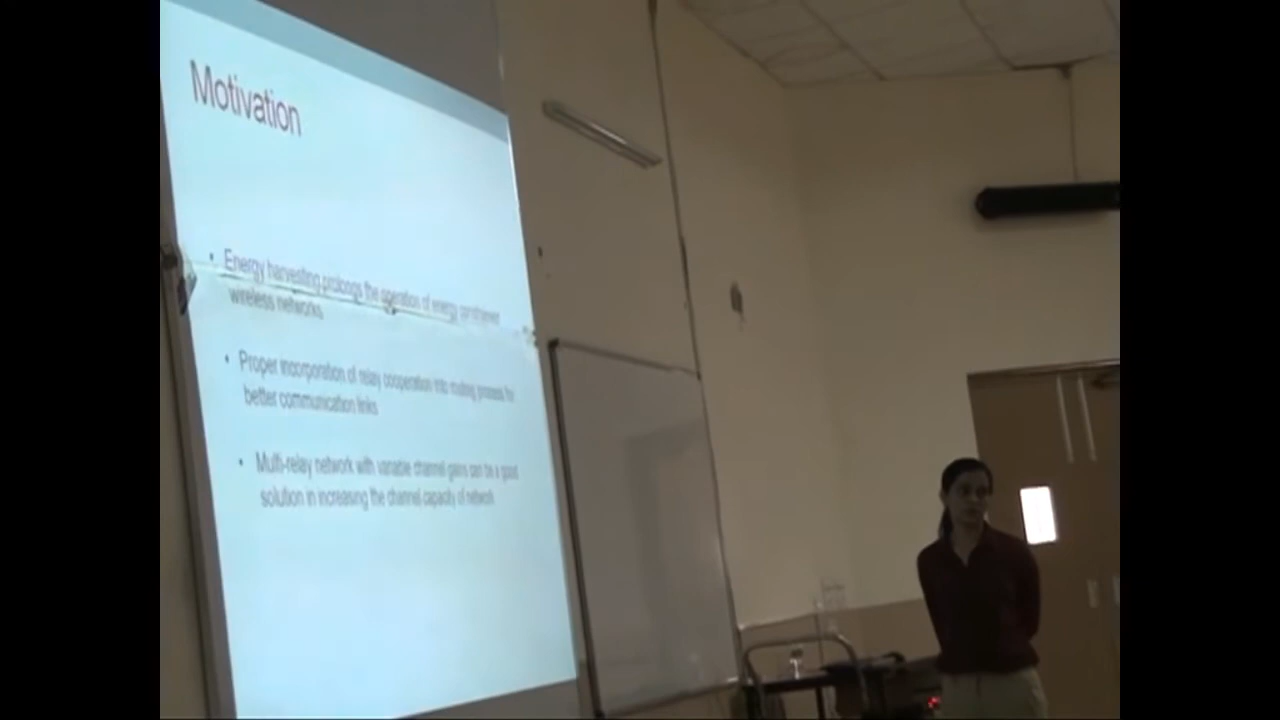 Motivation
• Energy harvesting prolongs the operation of energy constrained
wireless networks
• Proper incorporation of relay cooperation into routing process for
better communication links
• Multi-relay network with variable channel gains can be a good
solution in increasing the channel capacity of network